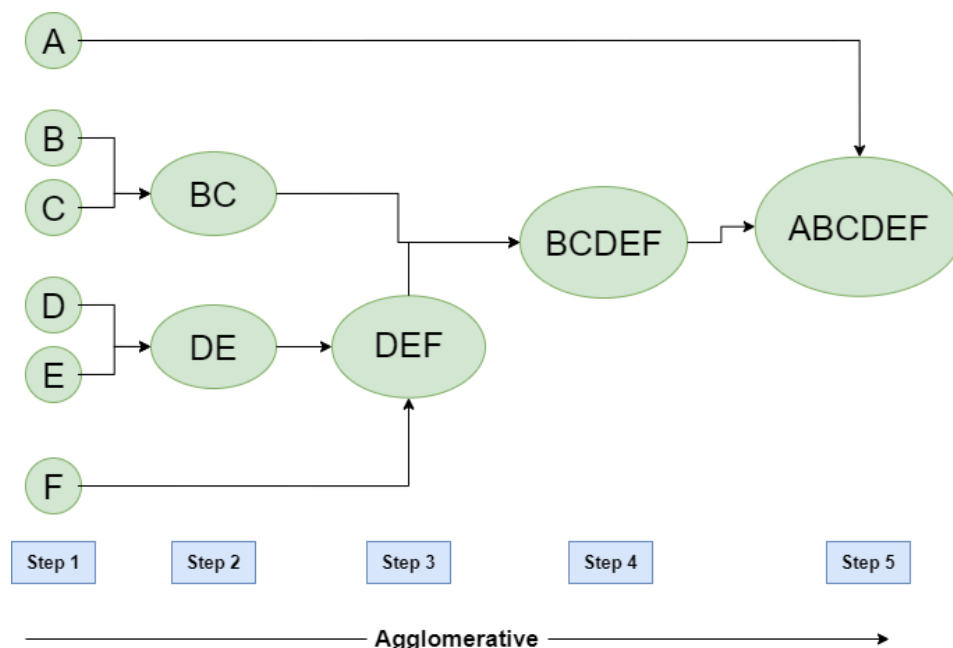 A
B
C
BC
BCDEF
ABCDEF
D
E
DE
DEF
F
Step 1
Step 2
Step 3
Step 4
Step 5
Agglomerative